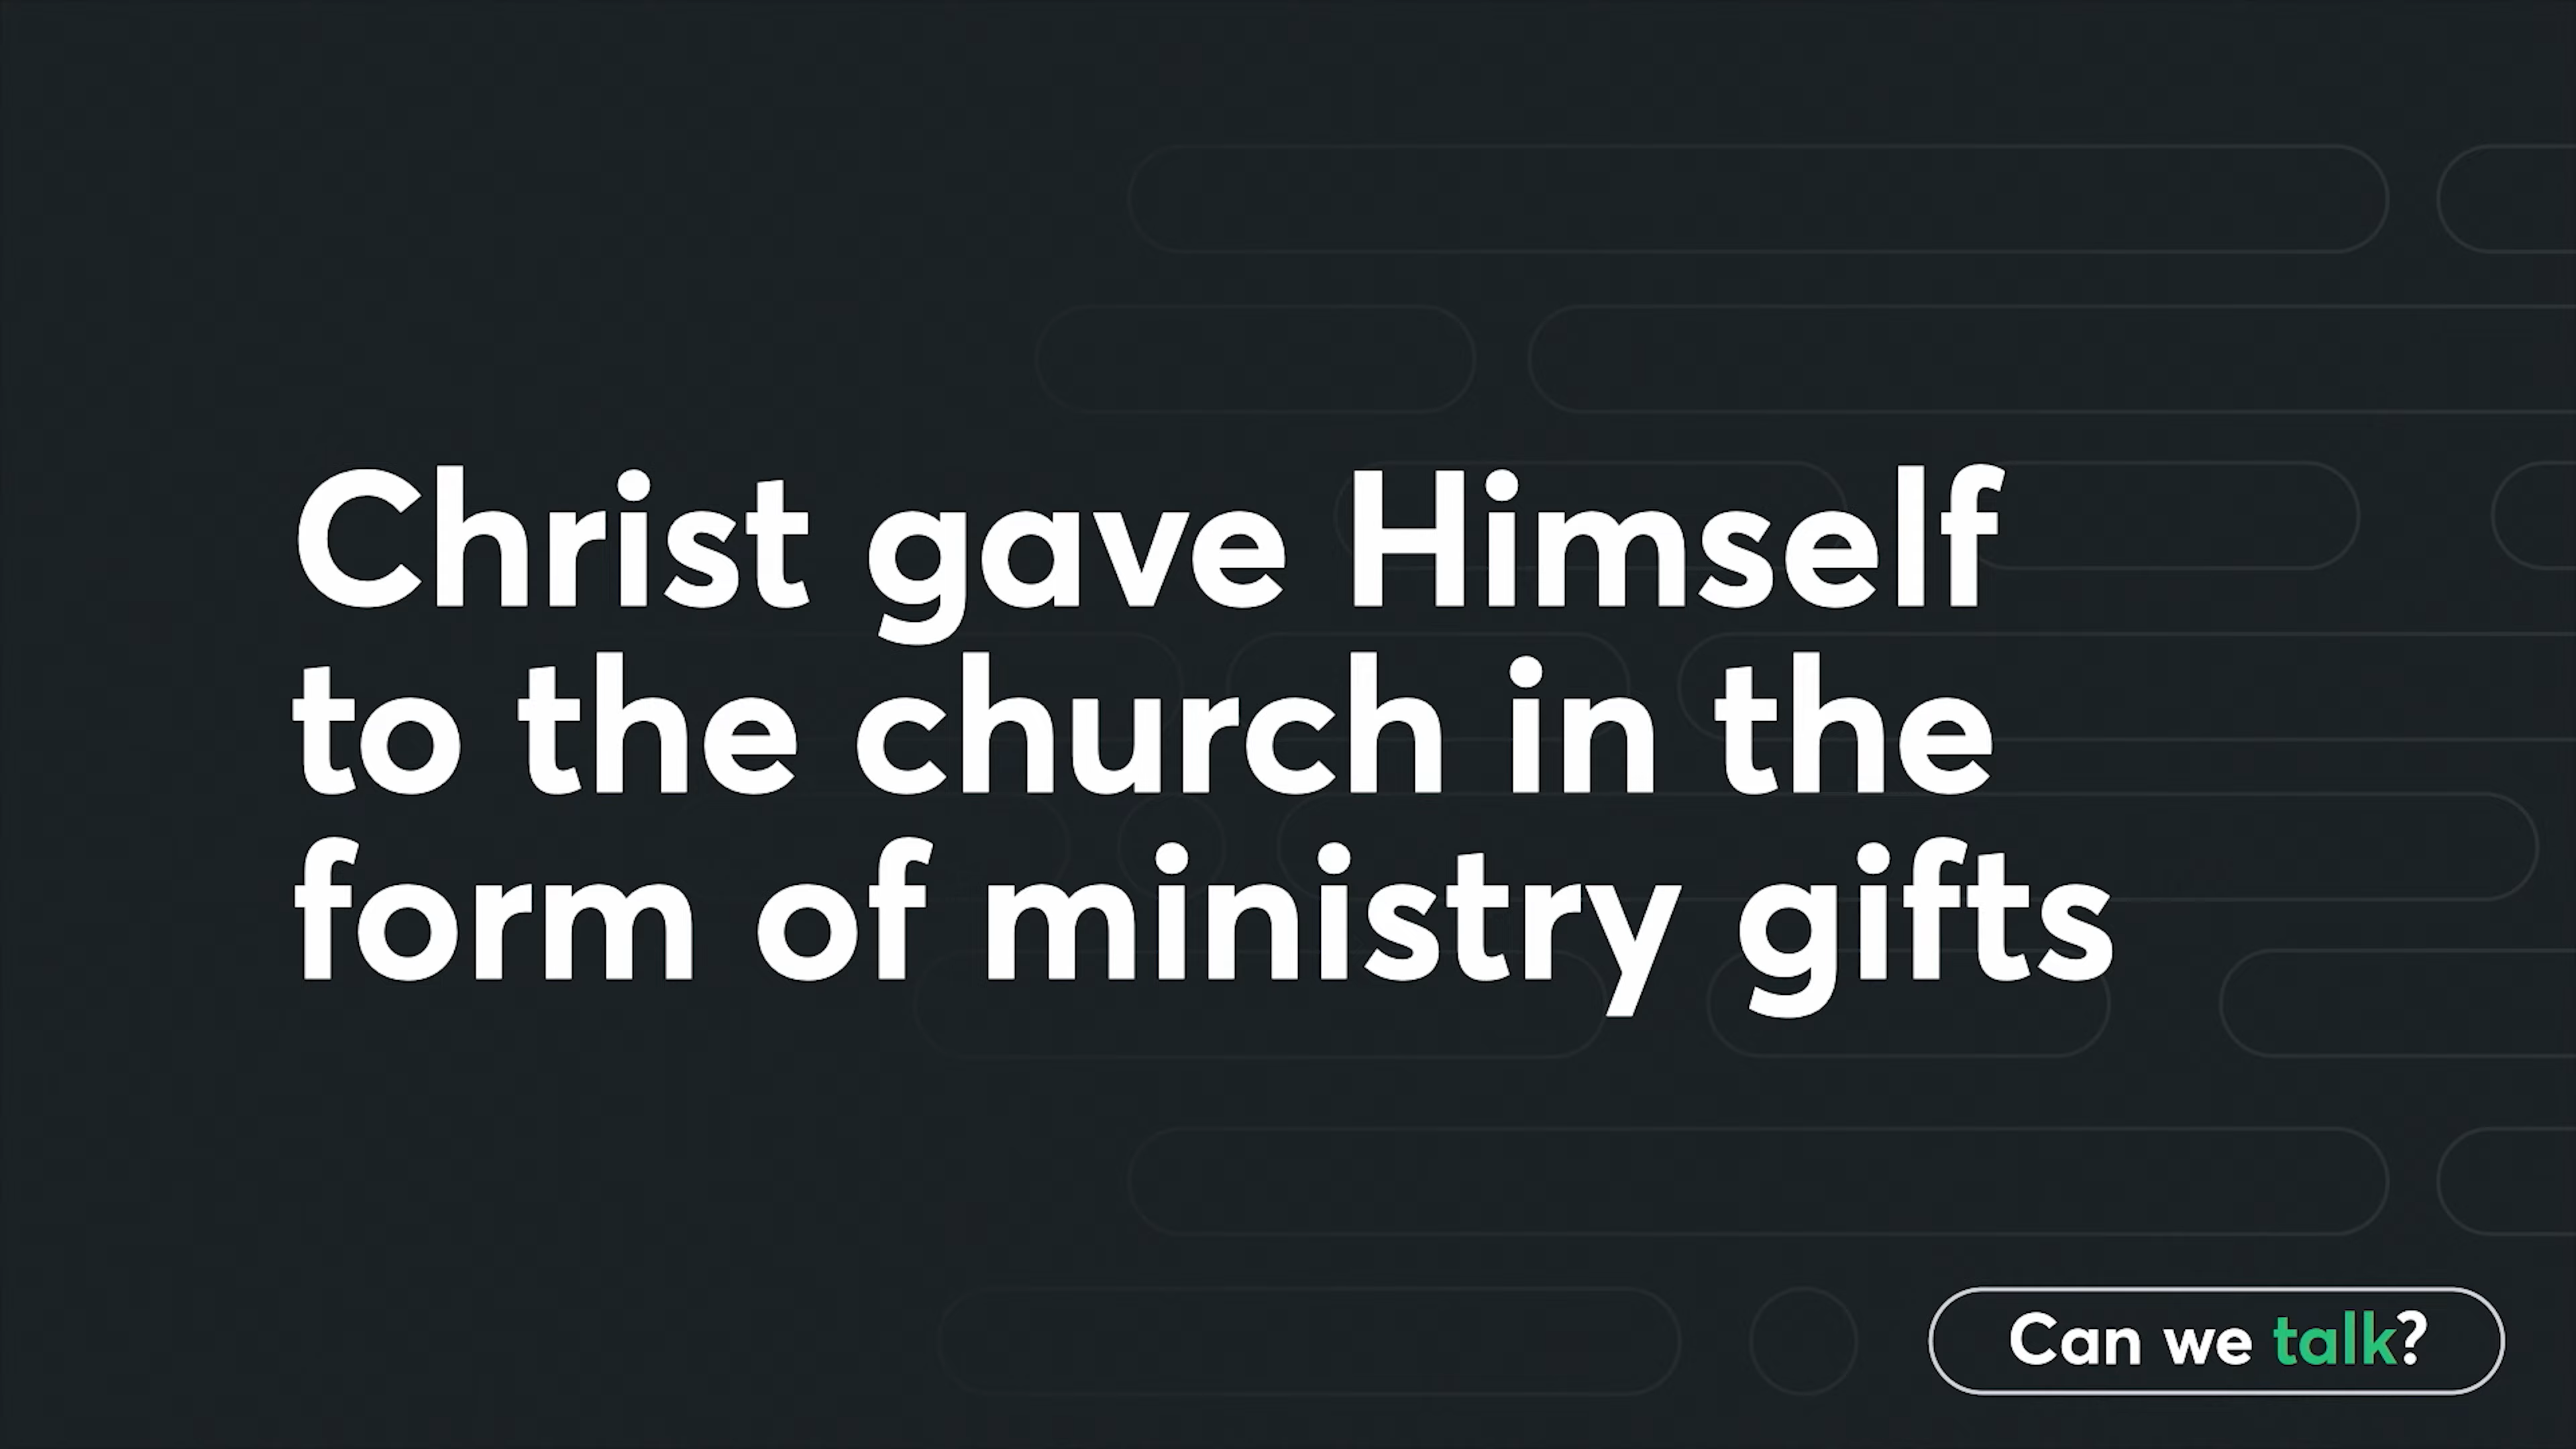 Christ gave Himself
to the church in the
form of ministry gifts
Can we talk?